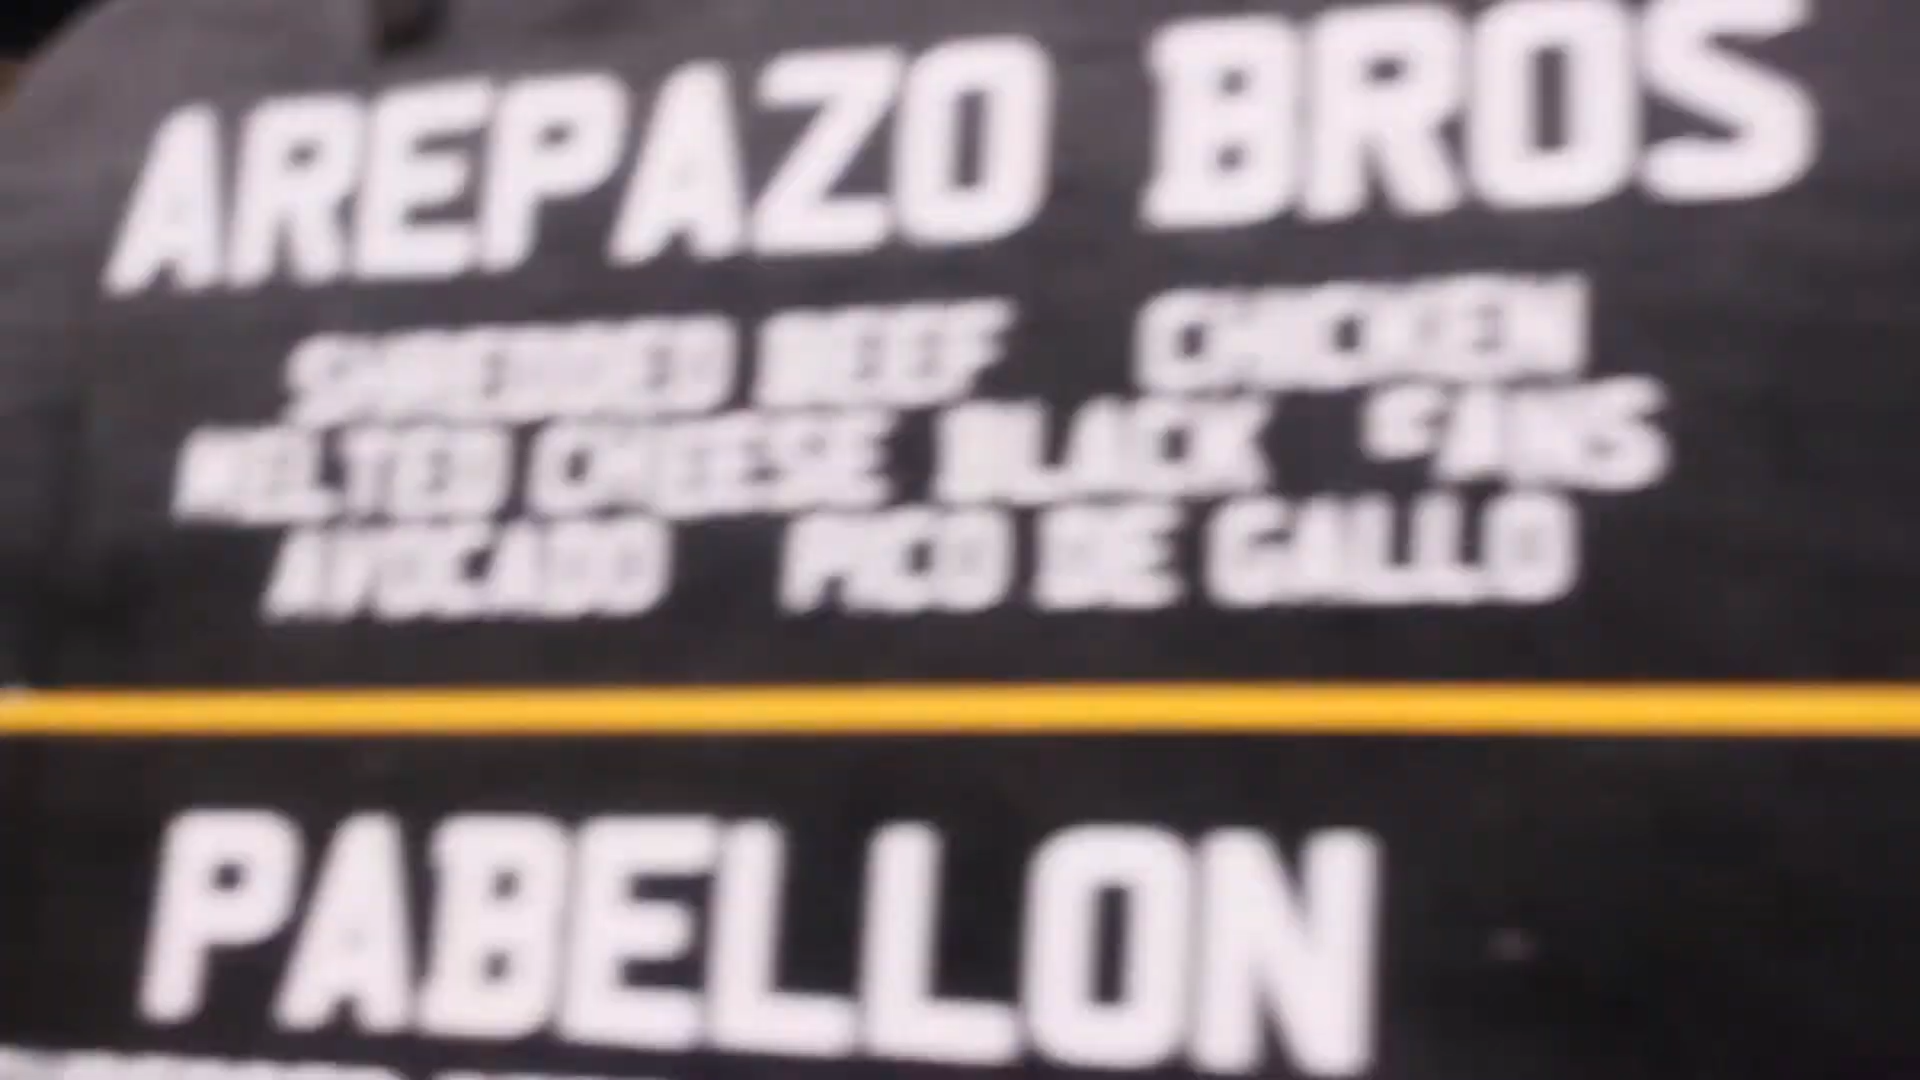 AREPAZO BROS
SHREDDED BEEF CHICKEN
MELTED CHEESE BLACK
AVOCADO PICO DE GALLO
PABELLON